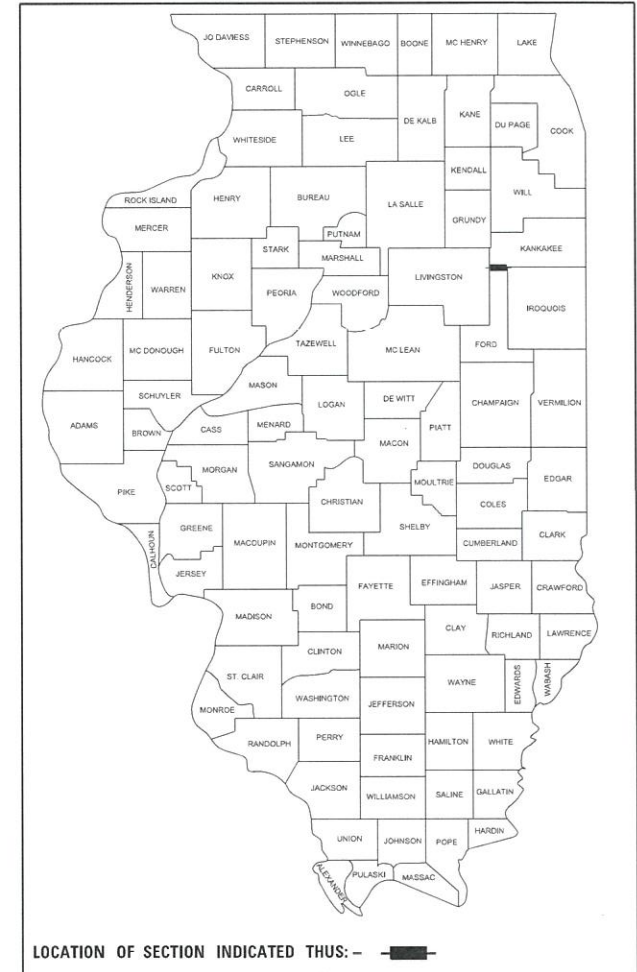 JO DAVIESS STEPHENSON WINNEBAGO BOONE MC HENRY LAKE
CARROLL OGLE DE KALB KANE DU PAGE COOK
WHITESIDE LEE KENDALL WILL
ROCK ISLAND HENRY BUREAU LA SALLE GRUNDY
MERCER PUTNAM KANKAKEE
HENDERSON WARREN KNOX STARK MARSHALL LIVINGSTON
PEORIA WOODFORD IROQUOIS
HANCOCK MC DONOUGH FULTON TAZEWELL MC LEAN FORD
SCHUYLER MASON LOGAN DE WITT CHAMPAIGN VERMILION
ADAMS BROWN CASS MENARD MACON PIATT
PIKE SCOTT MORGAN SANGAMON CHRISTIAN MOULTRIE DOUGLAS EDGAR
COLES
CALHOUN GREENE MACOUPIN MONTGOMERY SHELBY CUMBERLAND CLARK
JERSEY FAYETTE EFFINGHAM JASPER CRAWFORD
MADISON BOND
CLINTON MARION CLAY RICHLAND LAWRENCE
ST. CLAIR WASHINGTON JEFFERSON WAYNE EDWARDS WABASH
MONROE
RANDOLPH PERRY FRANKLIN HAMILTON WHITE
JACKSON WILLIAMSON SALINE GALLATIN
UNION JOHNSON POPE HARDIN
ALEXANDER PULASKI MASSAC
LOCATION OF SECTION INDICATED THUS: –